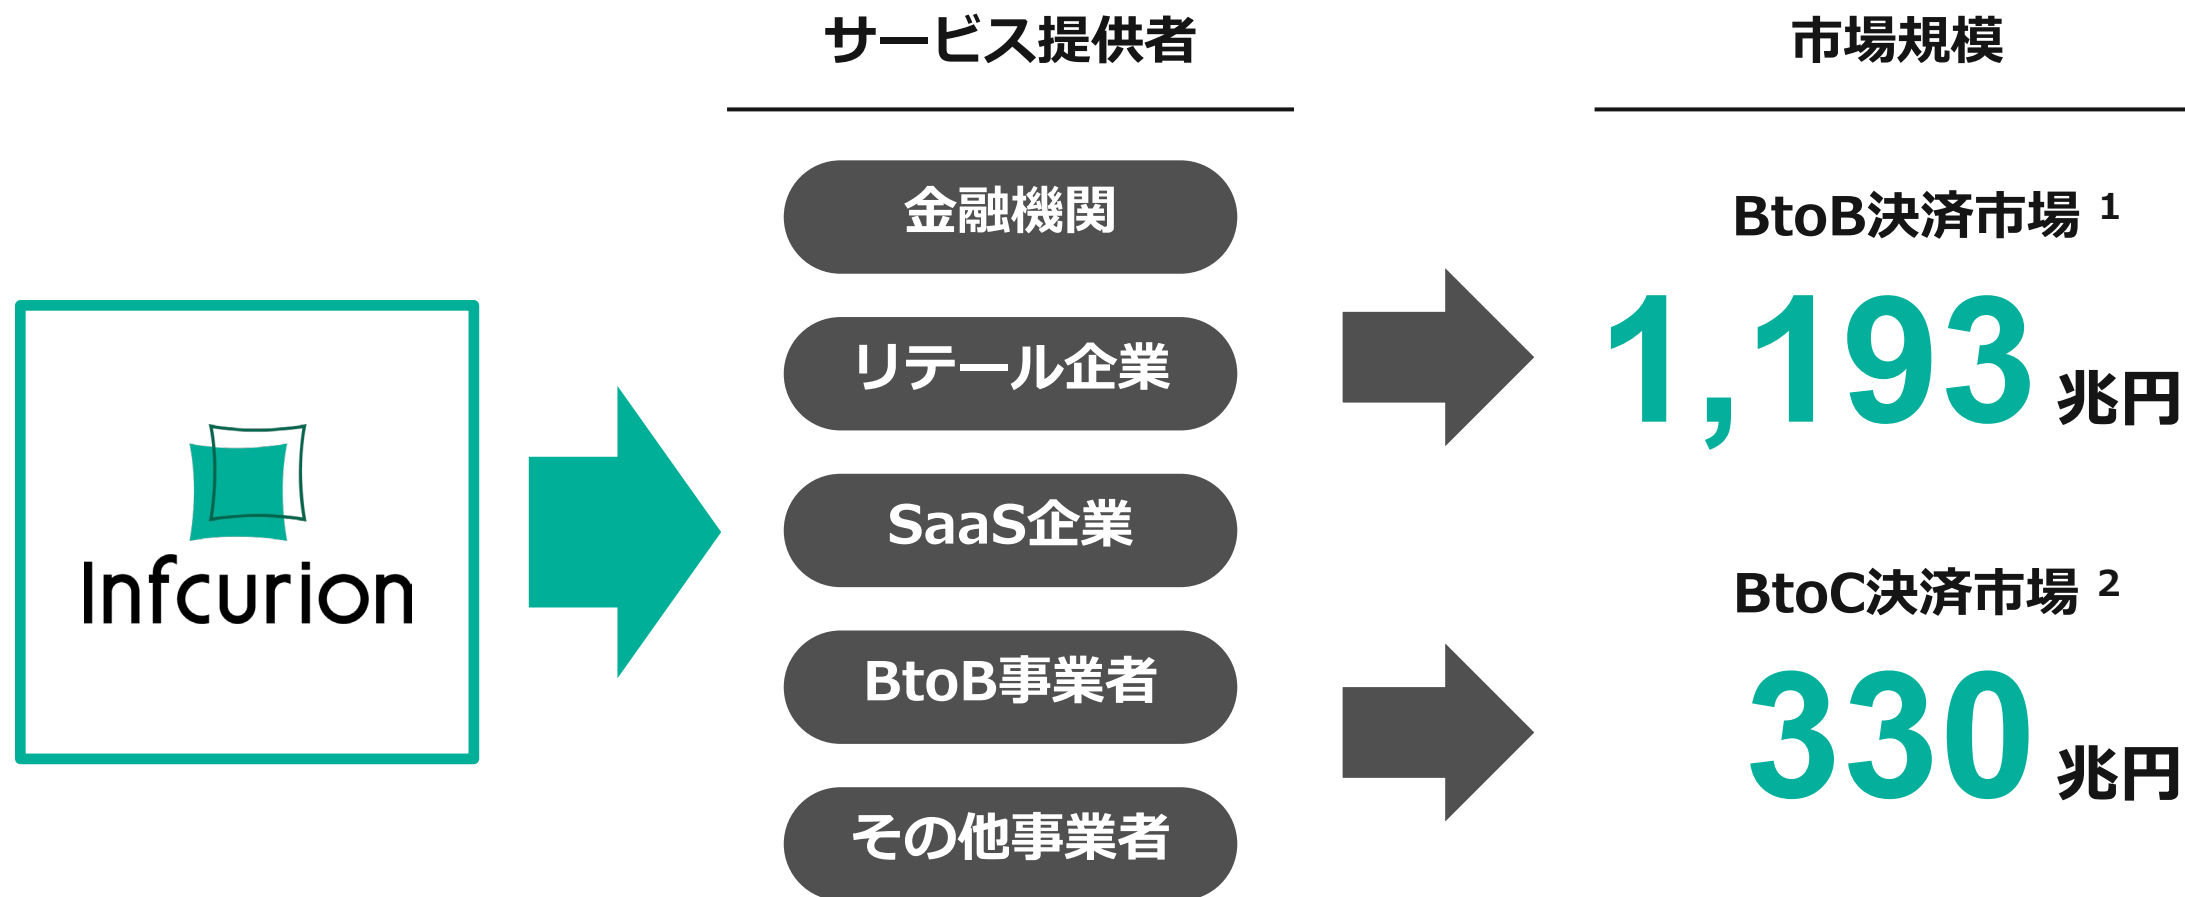 サービス提供者
市場規模
Infcurion
金融機関
リテール企業
SaaS企業
BtoB事業者
その他事業者
BtoB決済市場 1
1,193 兆円
BtoC決済市場 2
330 兆円